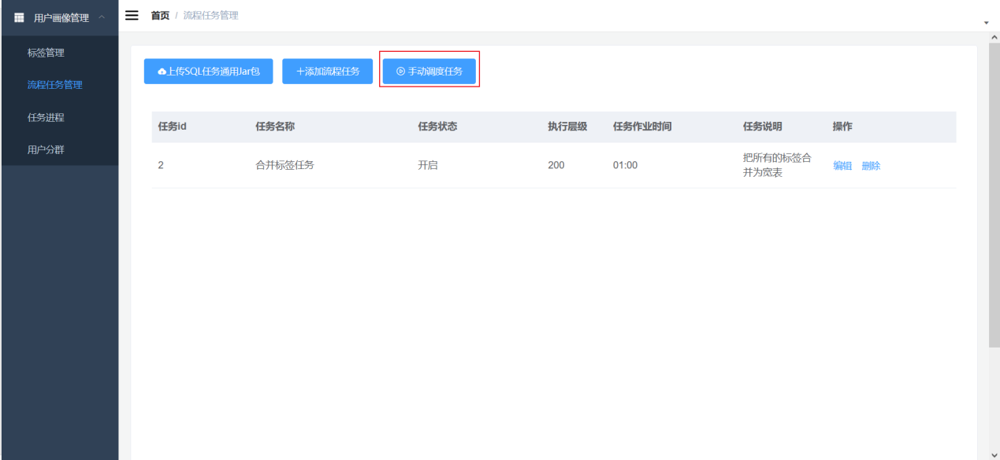 用户画像管理
首页 / 流程任务管理
标签管理
流程任务管理
任务进程
用户分群
上传SQL任务通用Jar包
+添加流程任务
手动调度任务
任务id 任务名称 任务状态 执行层级 任务作业时间 任务说明 操作
2 合并标签任务 开启 200 01:00 把所有的标签合 编辑 删除
并为宽表